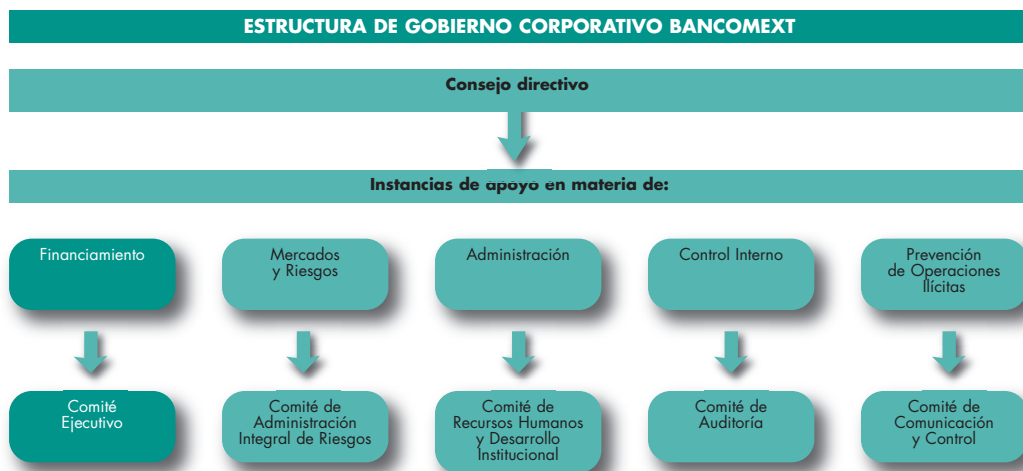 ESTRUCTURA DE GOBIERNO CORPORATIVO BANCOMEXT
Consejo directivo
Instancias de apoyo en materia de:
Financiamiento
Mercados
y Riesgos
Administración
Control Interno
Prevención
de Operaciones
Ilícitas
Comité
Ejecutivo
Comité de
Administración
Integral de Riesgos
Comité de
Recursos Humanos
y Desarrollo
Institucional
Comité de
Auditoría
Comité de
Comunicación
y Control